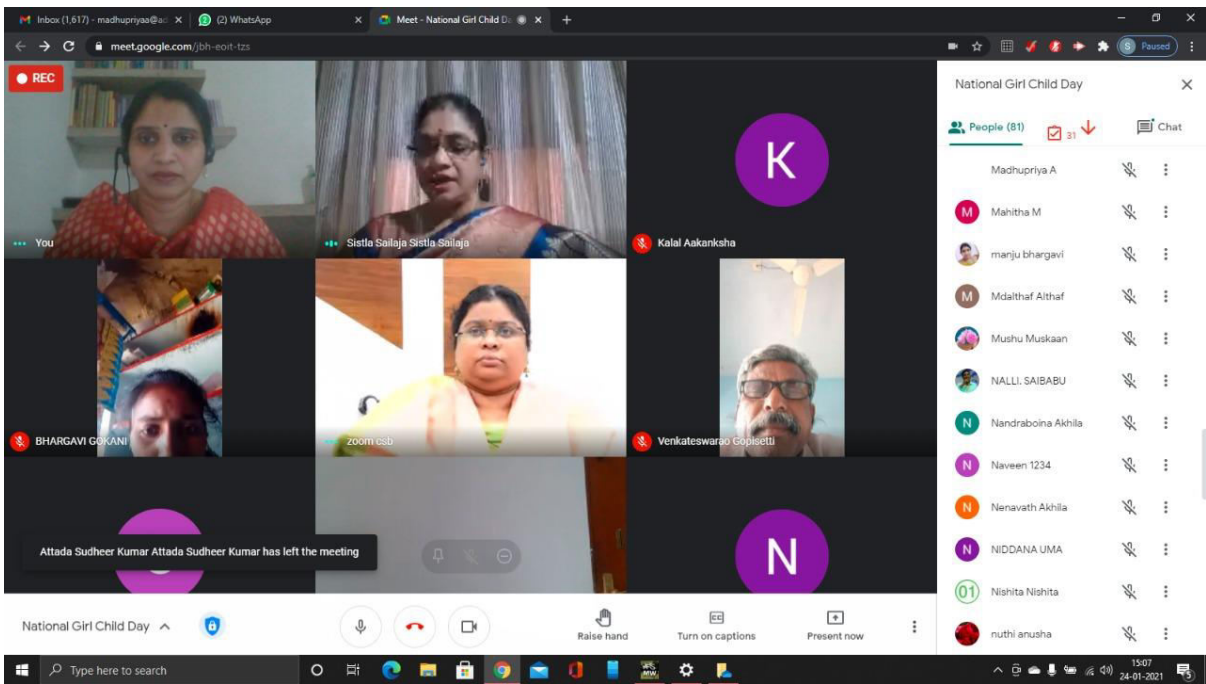 Inbox (1,617) - madhupriyaa@ad
(2) WhatsApp
Meet - National Girl Child D
meet.google.com/jbh-eoit-tzs
S Paused
REC
You
Sistla Sailaja Sistla Sailaja
K
Kalal Aakanksha
BHARGAVI GOKANI
zoom csb
Venkateswarao Gopisetti
Attada Sudheer Kumar Attada Sudheer Kumar has left the meeting
N
National Girl Child Day
People (81)
31
Chat
Madhupriya A
M Mahitha M
manju bhargavi
M Mdalthaf Althaf
Mushu Muskaan
NALLI. SAIBABU
N Nandraboina Akhila
N Naveen 1234
N Nenavath Akhila
N NIDDANA UMA
01 Nishita Nishita
nuthi anusha
National Girl Child Day
Raise hand
CC
Turn on captions
Present now
Type here to search
15:07
24-01-2021